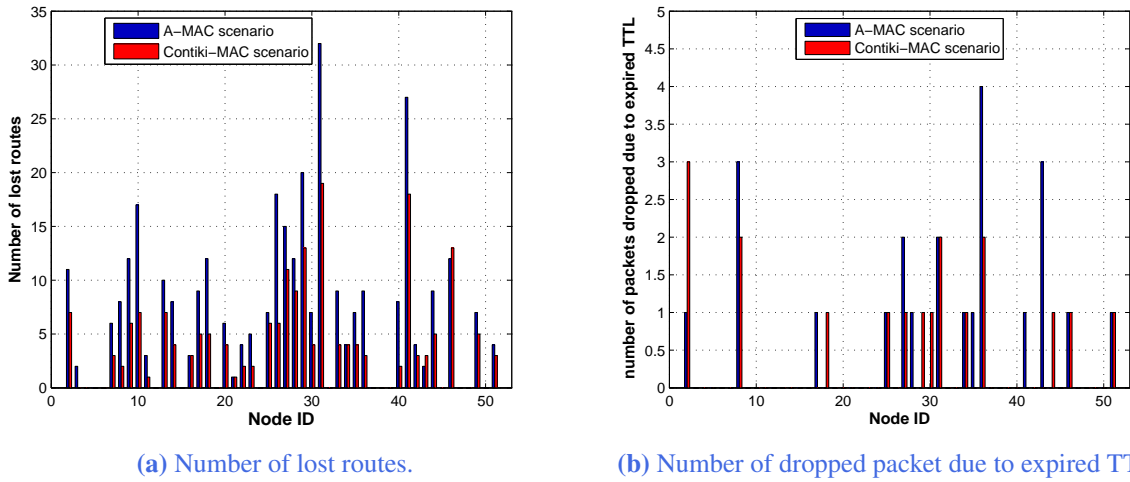 35
30
25
20
15
10
5
0
0 10 20 30 40 50
Number of lost routes
Node ID
A−MAC scenario
Contiki−MAC scenario
(a) Number of lost routes.
5
4.5
4
3.5
3
2.5
2
1.5
1
0.5
0
0 10 20 30 40 50
number of packets dropped due to expired TTL
Node ID
A−MAC scenario
Contiki−MAC scenario
(b) Number of dropped packet due to expired TT